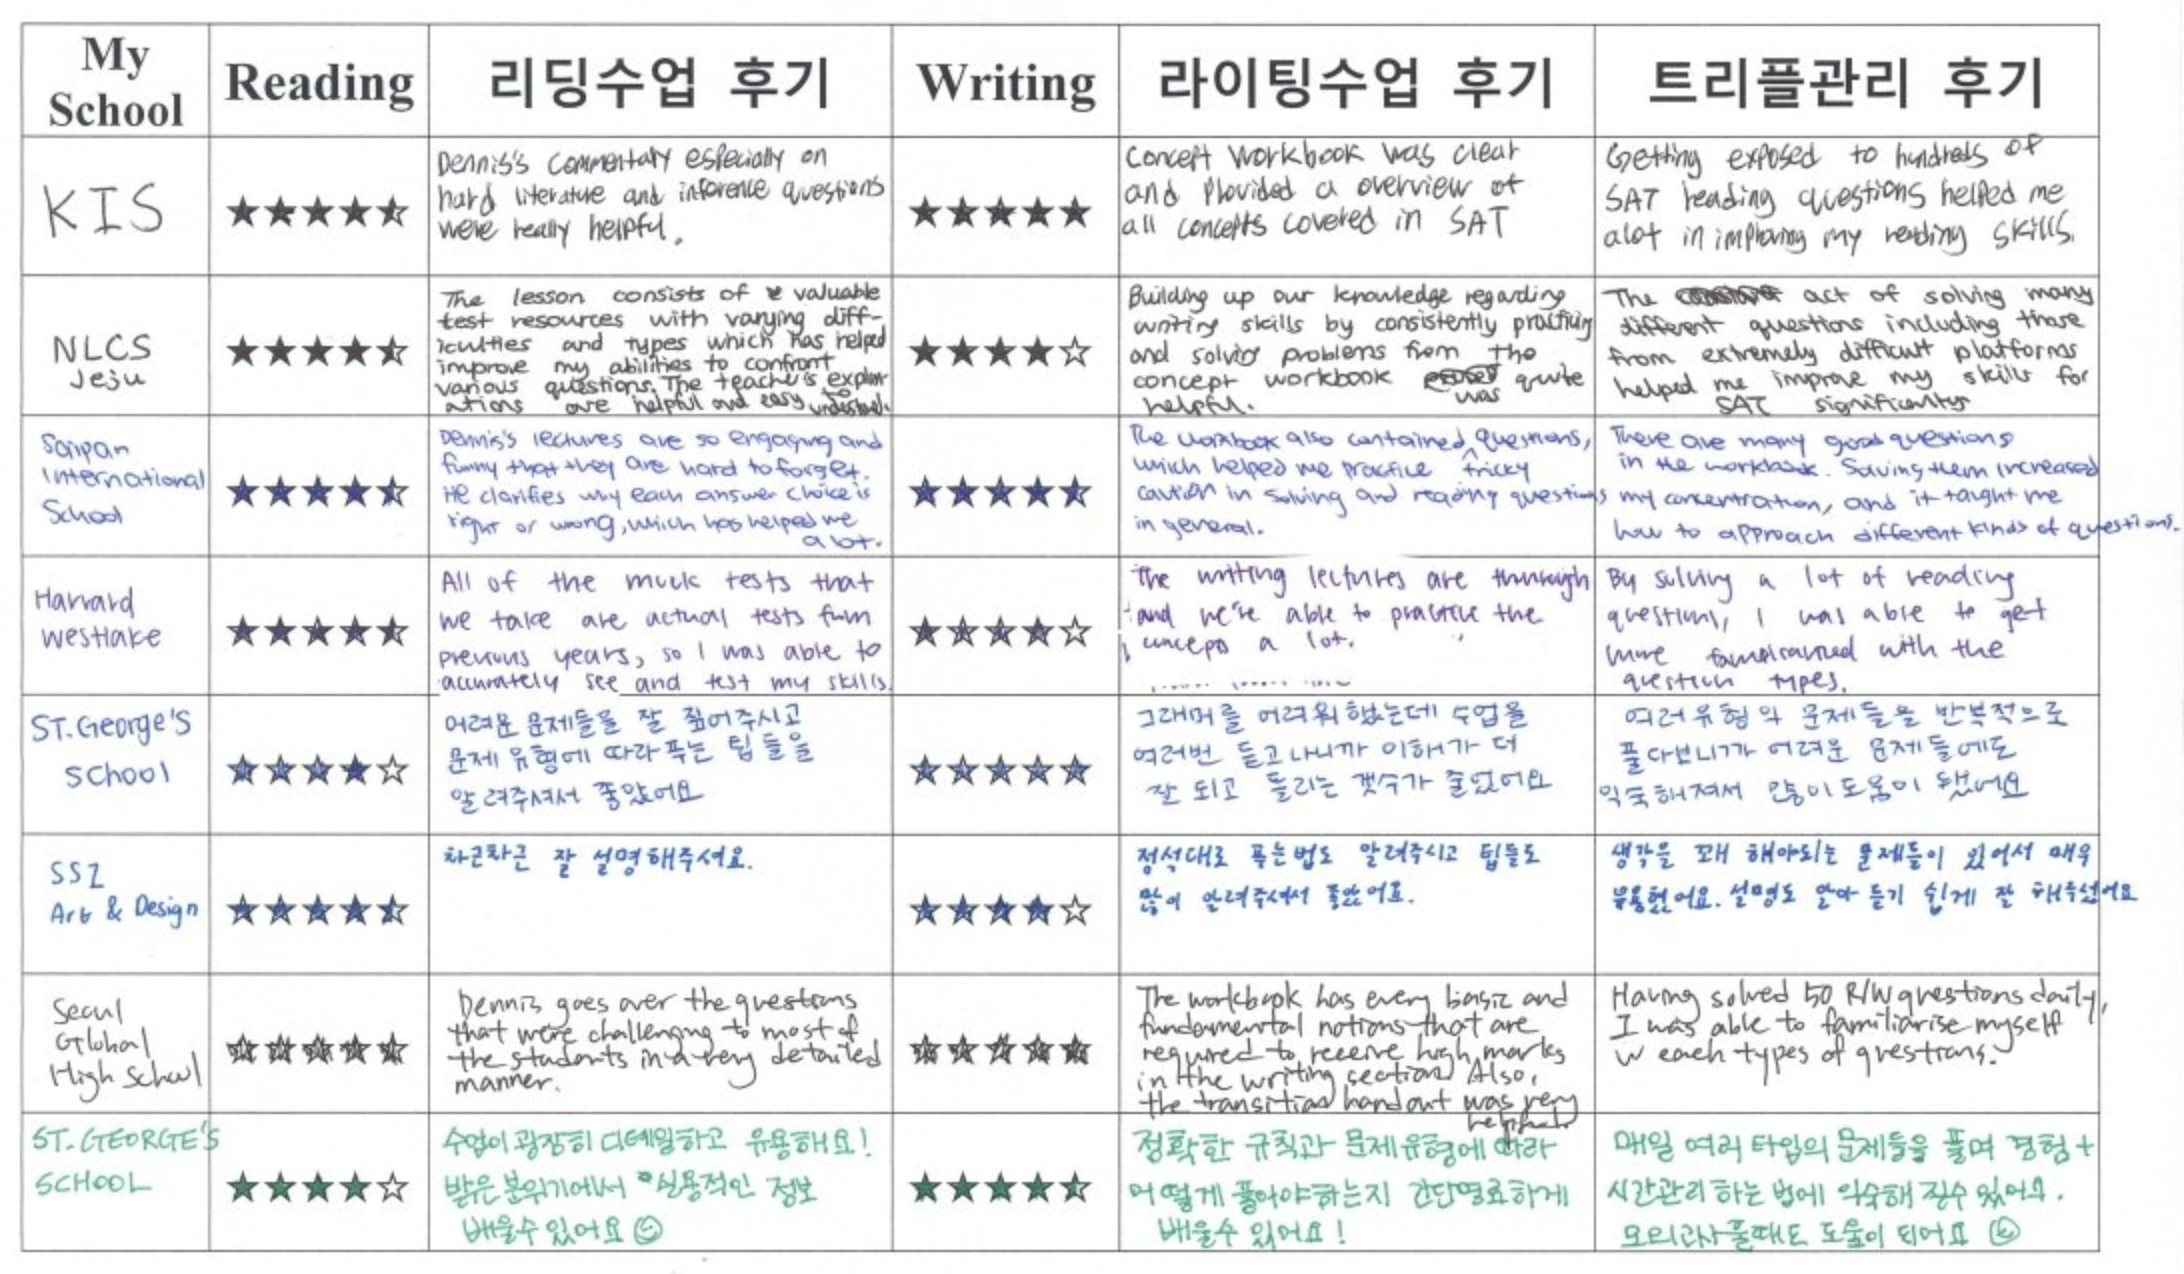 My
School
Reading
리딩수업 후기
Writing
라이팅수업 후기
트리플관리 후기
KIS
Dennis's commentary especially on
hard literature and inference questions
were really helpful.
Concept Workbook was clear
and provided a overview of
all concepts covered in SAT
Getting exposed to hundreds of
SAT reading questions helped me
alot in improving my reading skills.
NLCS
Jeju
The lesson consists of valuable
test resources with varying diff-
iculties and types which has helped
improve my abilities to confront
various questions. The teacher's explan
ations are helpful and easy to understand.
Building up our knowledge regarding
writing skills by consistently practicing
and solving problems from the
concept workbook was quite
helpful.
The act of solving many
different questions including those
from extremely difficult platforms
helped me improve my skills for
SAT significantly
Saipan
International
School
Dennis's lectures are so engaging and
funny that they are hard to forget.
He clarifies why each answer choice is
right or wrong, which has helped me
a lot.
The workbook also contained questions,
which helped me practice tricky
caution in solving and reading questions
in general.
There are many good questions
in the workbook. Solving them increased
my concentration, and it taught me
how to approach different kinds of questions.
Harvard
Westlake
All of the mock tests that
we take are actual tests from
previous years, so I was able to
accurately see and test my skills.
The writing lectures are thorough
and we're able to practice the
concepts a lot.
By solving a lot of reading
questions, I was able to get
more with the
question types.
ST. George's
School
어려운 문제들을 잘 짚어주시고
문제 유형에 따라 푸는 팁들을
알려주셔서 좋았어요
그래머를 어려워했는데 수업을
여러번 듣고나니까 이해가 더
잘 되고 틀리는 갯수가 줄었어요
여러유형의 문제들을 반복적으로
풀다보니까 어려운 문제들에도
익숙해져서 많이 도움이 됐어요
SSI
Art & Design
차근차근 잘 설명해주셔요.
정석대로 푸는법도 알려주시고 팁들도
많이 알려주셔서 좋았어요.
생각을 꽤 해야되는 문제들이 있어서 매우
유용했어요. 설명도 알아 듣기 쉽게 잘 해주셨어요
Seoul
Global
High School
Dennis goes over the questions
that were challenging to most of
the students in a very detailed
manner.
The workbook has every basic and
fundamental notions that are
required to receive high marks
in the writing section. Also,
the transition handout was very
helpful
Having solved 50 R/W questions daily,
I was able to familiarise myself
w each types of questions.
ST. GEORGE'S
SCHOOL
수업이 굉장히 디테일하고 유용해요!
밝은 분위기에서 실용적인 정보
배울수 있어요
정확한 규칙과 문제유형에 따라
어떻게 풀어야하는지 간단명료하게
배울수 있어요!
매일 여러 타입의 문제들을 풀며 경험 +
시간관리 하는 법에 익숙해 질수 있어요.
모의고사 풀때도 도움이 되어요